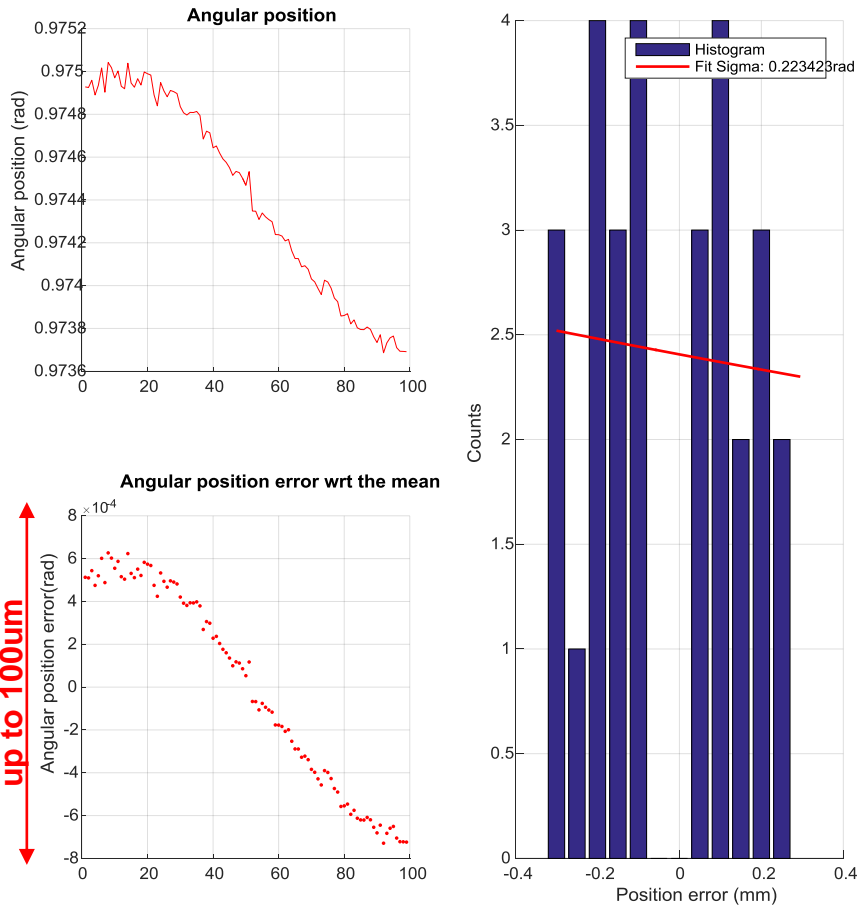 Angular position
0.9752
0.975
0.9748
0.9746
0.9744
0.9742
0.974
0.9738
0.9736
Angular position (rad)
0 20 40 60 80 100
Angular position error wrt the mean
×10-4
8
6
4
2
0
-2
-4
-6
-8
Angular position error(rad)
up to 100um
0 20 40 60 80 100
Histogram
Fit Sigma: 0.223423rad
4
3.5
3
2.5
2
1.5
1
0.5
0
Counts
-0.4 -0.2 0 0.2 0.4
Position error (mm)